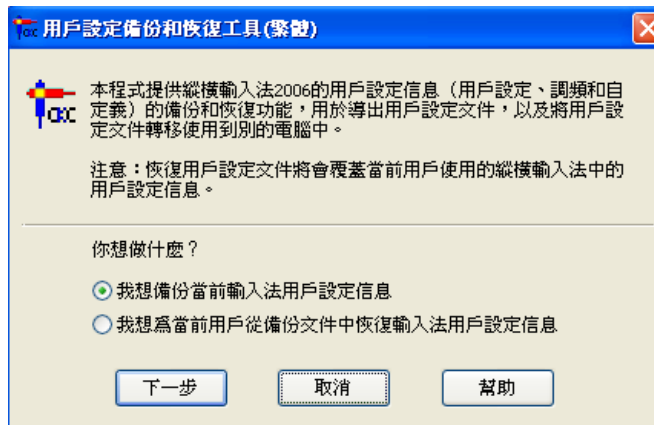 用戶設定備份和恢復工具(繁體)
本程式提供縱橫輸入法2006的用戶設定信息（用戶設定、調頻和自
定義）的備份和恢復功能，用於導出用戶設定文件，以及將用戶設
定文件轉移使用到別的電腦中。
注意：恢復用戶設定文件將會覆蓋當前用戶使用的縱橫輸入法中的
用戶設定信息。
你想做什麼？
我想備份當前輸入法用戶設定信息
我想爲當前用戶從備份文件中恢復輸入法用戶設定信息
下一步
取消
幫助